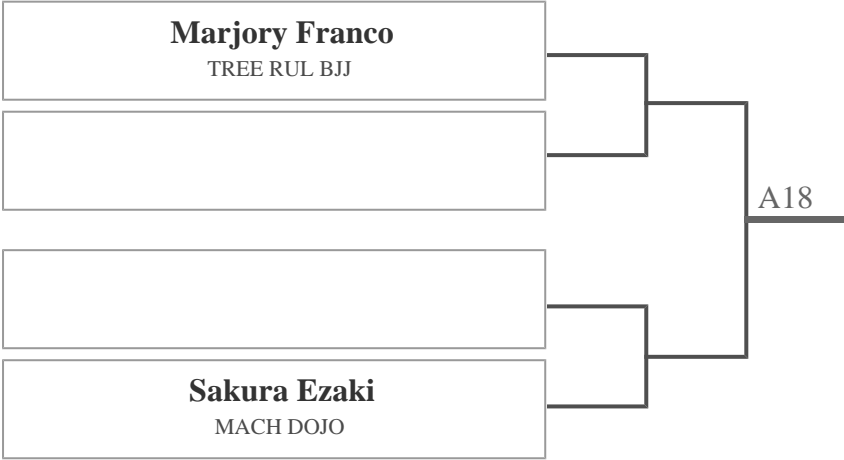 Marjory Franco
TREE RUL BJJ
A18
Sakura Ezaki
MACH DOJO